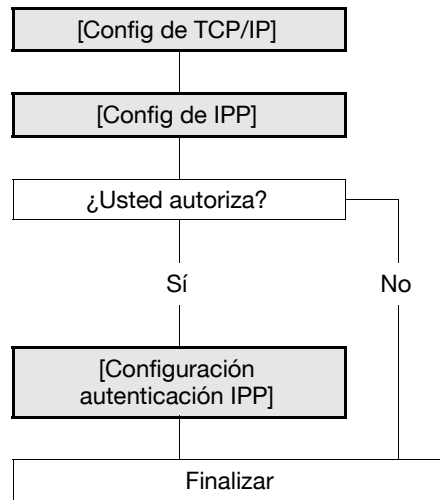 [Config de TCP/IP]
[Config de IPP]
¿Usted autoriza?
Sí
No
[Configuración
autenticación IPP]
Finalizar